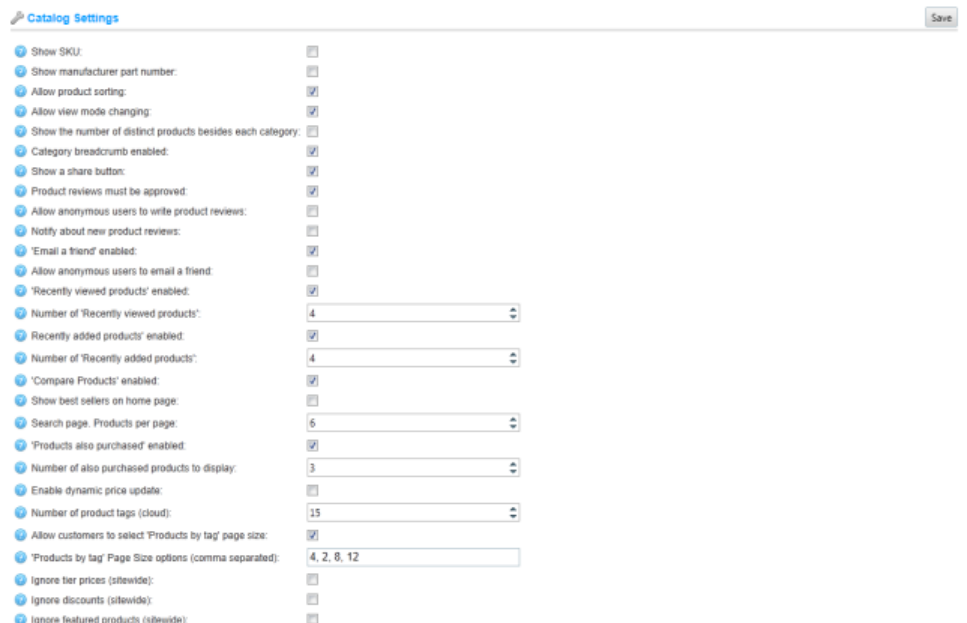 Catalog Settings
Save
Show SKU:
Show manufacturer part number:
Allow product sorting:
Allow view mode changing:
Show the number of distinct products besides each category:
Category breadcrumb enabled:
Show a share button:
Product reviews must be approved:
Allow anonymous users to write product reviews:
Notify about new product reviews:
'Email a friend' enabled:
Allow anonymous users to email a friend:
'Recently viewed products' enabled:
Number of 'Recently viewed products': 4
Recently added products' enabled:
Number of 'Recently added products': 4
'Compare Products' enabled:
Show best sellers on home page:
Search page. Products per page: 6
'Products also purchased' enabled:
Number of also purchased products to display: 3
Enable dynamic price update:
Number of product tags (cloud): 15
Allow customers to select 'Products by tag' page size:
'Products by tag' Page Size options (comma separated): 4, 2, 8, 12
Ignore tier prices (sitewide):
Ignore discounts (sitewide):
Ignore featured products (sitewide):